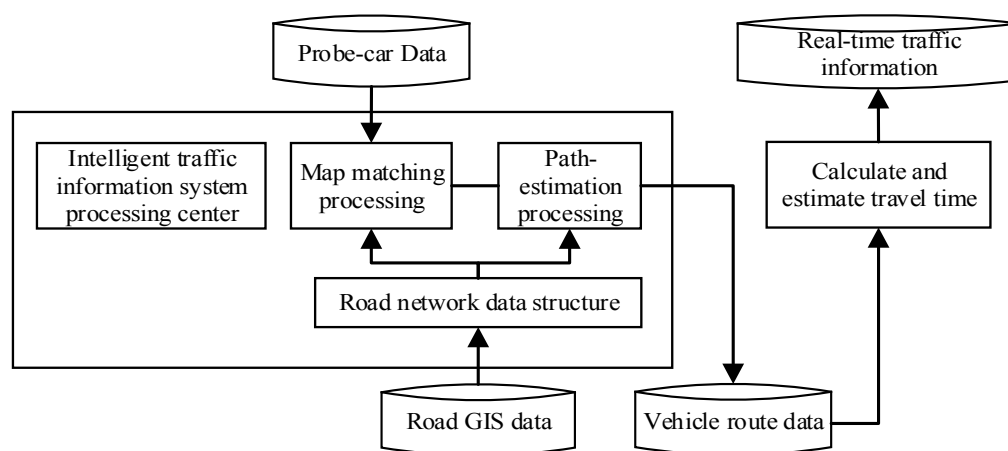 Probe-car Data
Real-time traffic
information
Intelligent traffic
information system
processing center
Map matching
processing
Path-
estimation
processing
Calculate and
estimate travel time
Road network data structure
Road GIS data
Vehicle route data